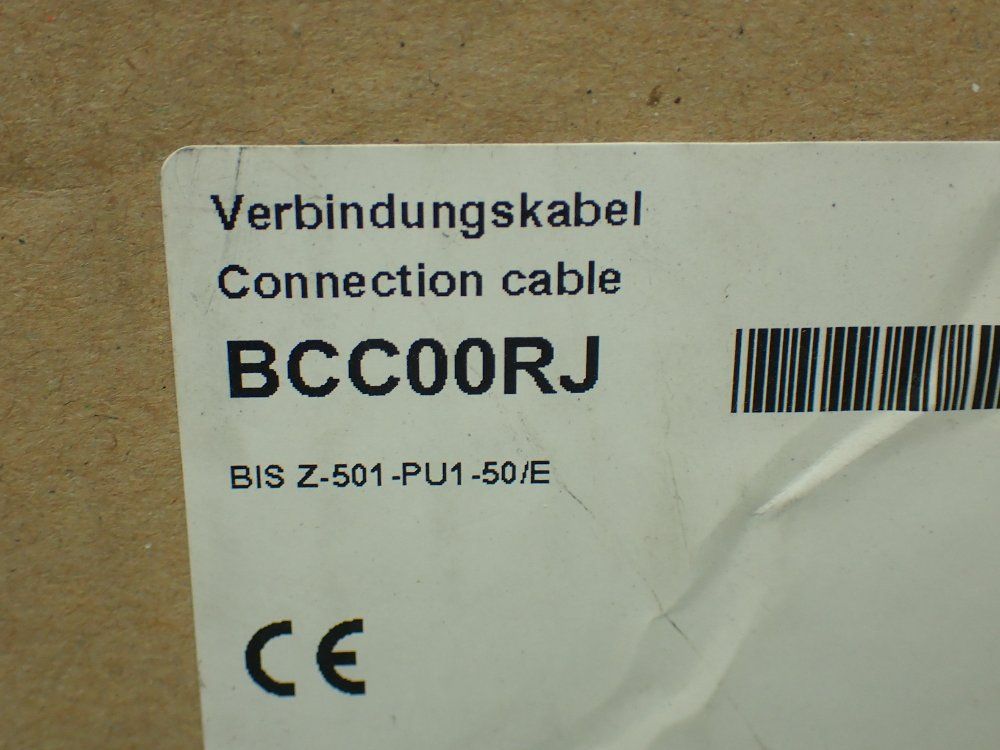 Verbindungskabel
Connection cable
BCC00RJ
BIS Z-501-PU1-50/E
CE